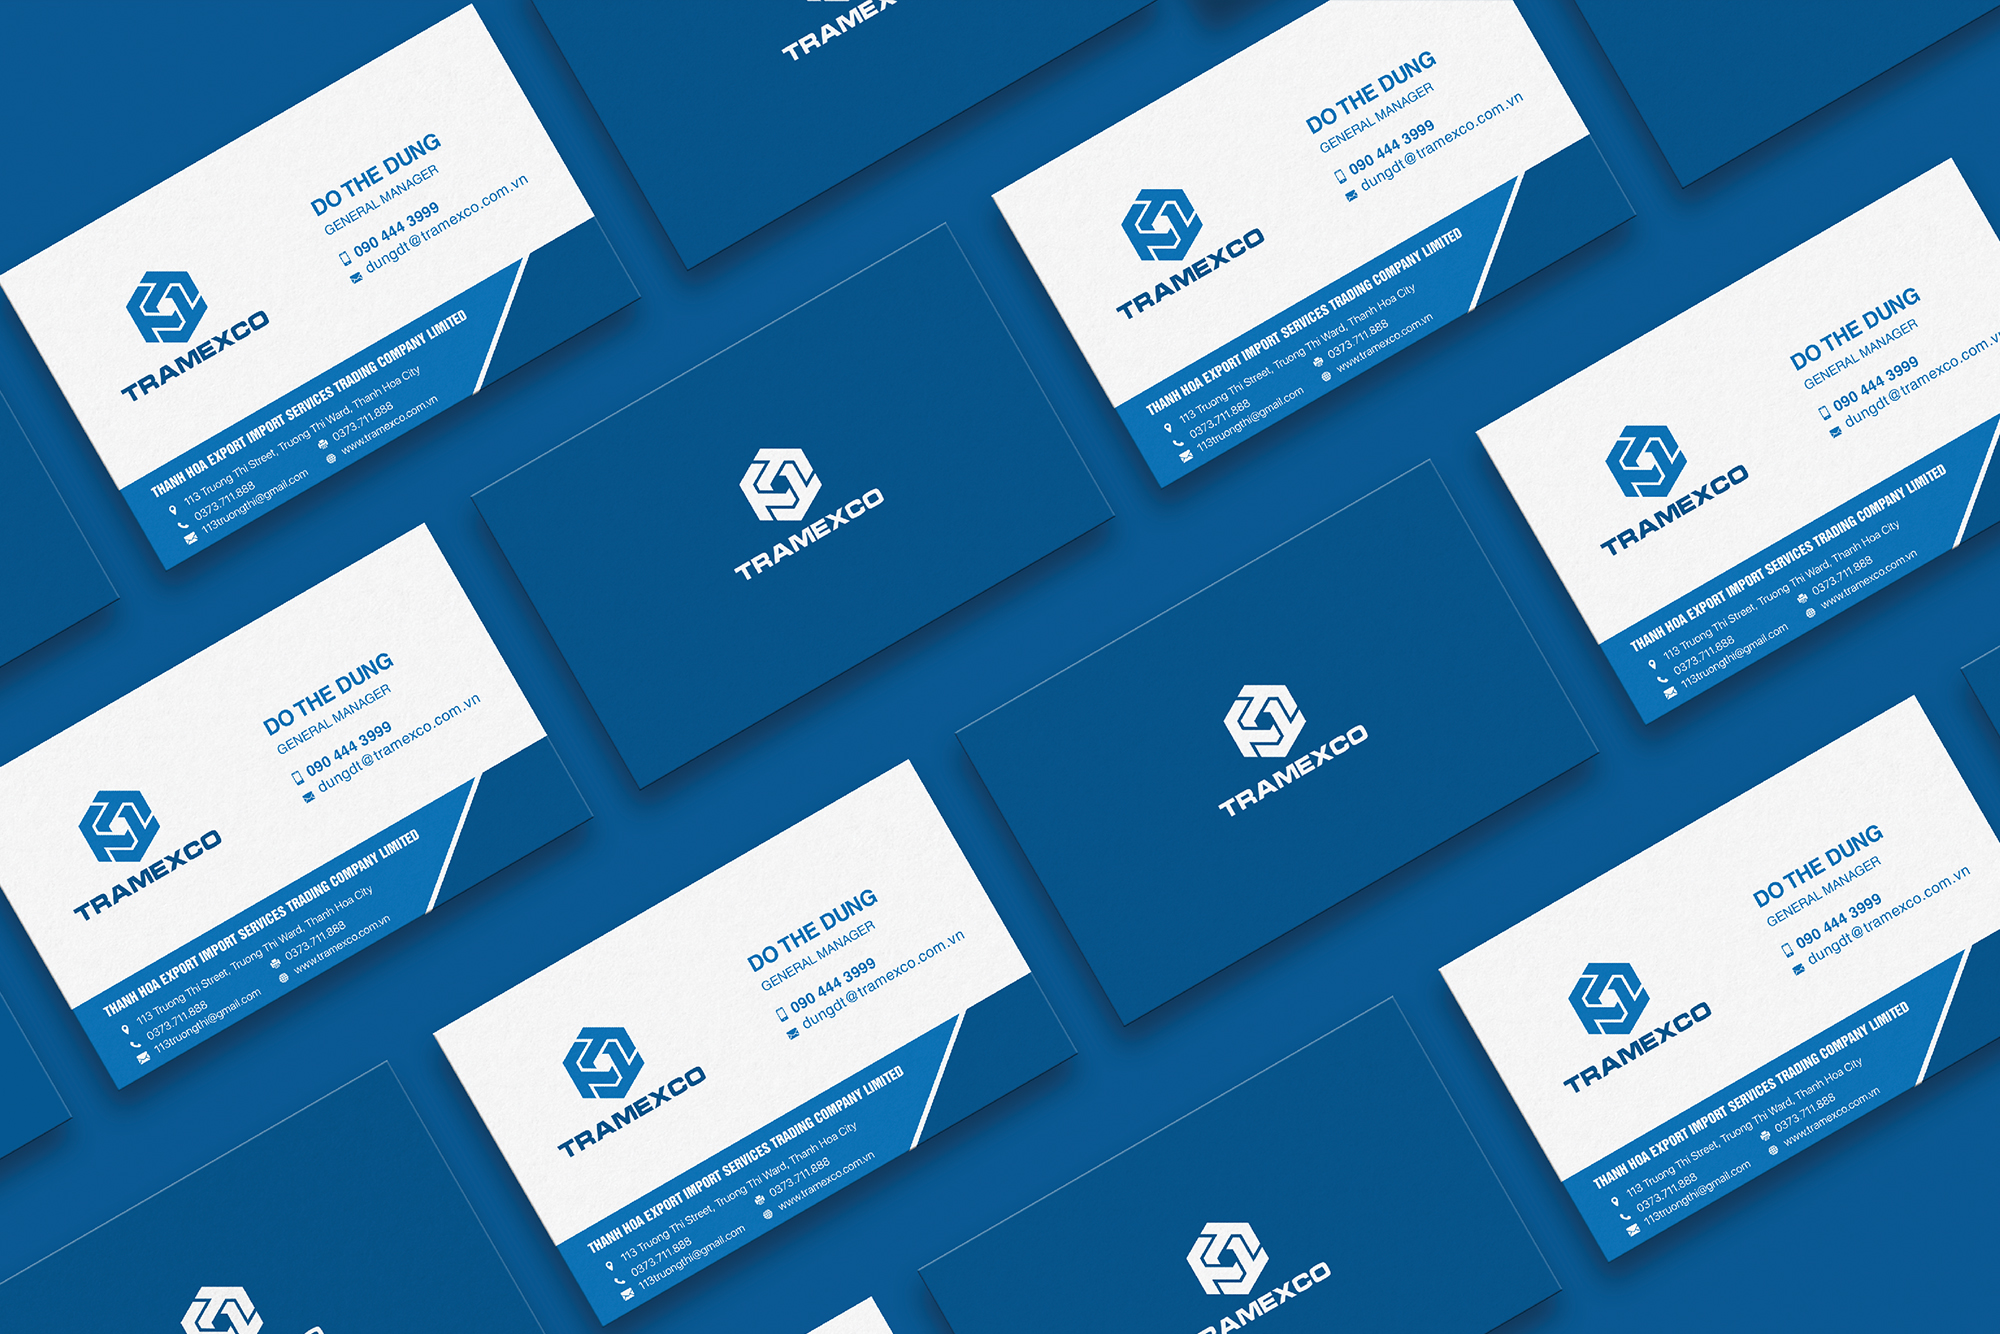 TRAMEX
DO THE DUNG
GENERAL MANAGER
090 444 3999
dungdt@tramexco.com.vn
TRAMEXCO
THANH HOA EXPORT IMPORT SERVICES TRADING COMPANY LIMITED
113 Truong Thi Street, Truong Thi Ward, Thanh Hoa City
0373.711.888
0373.711.888
113truongthi@gmail.com
www.tramexco.com.vn
DO THE DUNG
GENERAL MANAGER
090 444 3999
dungdt@tramexco.com.vn
TRAMEXCO
THANH HOA EXPORT IMPORT SERVICES TRADING COMPANY LIMITED
113 Truong Thi Street, Truong Thi Ward, Thanh Hoa City
0373.711.888
0373.711.888
113truongthi@gmail.com
www.tramexco.com.vn
TRAMEXCO
DO THE DUNG
GENERAL MANAGER
090 444 3999
dungdt@tramexco.com.v
TRAMEXCO
THANH HOA EXPORT IMPORT SERVICES TRADING COMPANY LIMITED
113 Truong Thi Street, Truong Thi Ward, Thanh Hoa City
0373.711.888
0373.711.888
113truongthi@gmail.com
www.tramexco.com.vn
DO THE DUNG
GENERAL MANAGER
090 444 3999
dungdt@tramexco.com.vn
TRAMEXCO
THANH HOA EXPORT IMPORT SERVICES TRADING COMPANY LIMITED
113 Truong Thi Street, Truong Thi Ward, Thanh Hoa City
0373.711.888
0373.711.888
113truongthi@gmail.com
www.tramexco.com.vn
TRAMEXCO
DO THE DUNG
GENERAL MANAGER
090 444 3999
dungdt@tramexco.com.vn
TRAMEXCO
THANH HOA EXPORT IMPORT SERVICES TRADING COMPANY LIMITED
113 Truong Thi Street, Truong Thi Ward, Thanh Hoa City
0373.711.888
0373.711.888
113truongthi@gmail.com
www.tramexco.com.vn
DO THE DUNG
GENERAL MANAGER
090 444 3999
dungdt@tramexco.com.vn
TRAMEXCO
THANH HOA EXPORT IMPORT SERVICES TRADING COMPANY LIMITED
113 Truong Thi Street, Truong Thi Ward, Thanh Hoa City
0373.711.888
0373.711.888
113truongthi@gmail.com
www.tramexco.com.vn
RAMEXCO